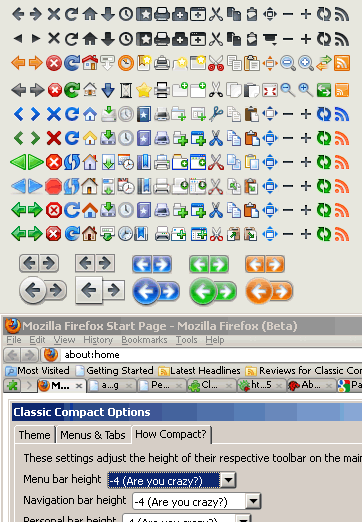 Mozilla Firefox Start Page - Mozilla Firefox (Beta)
File Edit View History Bookmarks Tools Help
about:home
Most Visited Getting Started Latest Headlines Reviews for Classic Com
M... a...g Pe... Cl... ht...5 Ab... Pa
Classic Compact Options
Theme Menus & Tabs How Compact?
These settings adjust the height of their respective toolbar on the main
Menu bar height -4 (Are you crazy?)
Navigation bar height -4 (Are you crazy?)
Personal bar height -4 (Are you crazy?)